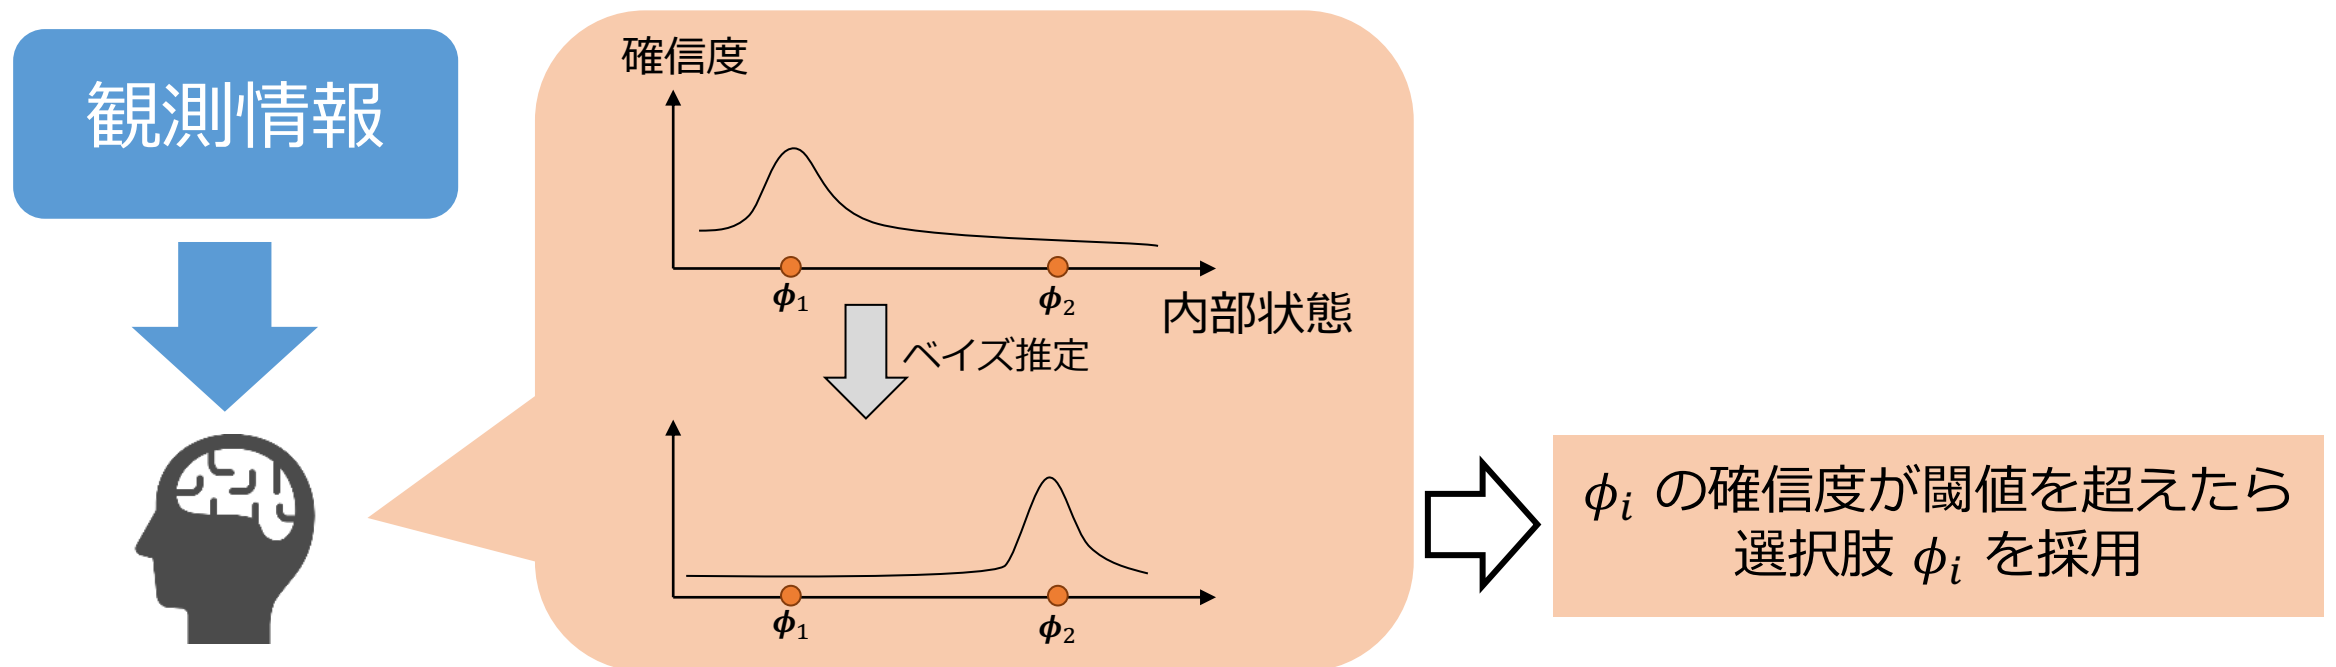 観測情報
確信度
ϕ₁
ϕ₂
内部状態
ベイズ推定
ϕ₁
ϕ₂
ϕᵢ の確信度が閾値を超えたら
選択肢 ϕᵢ を採用